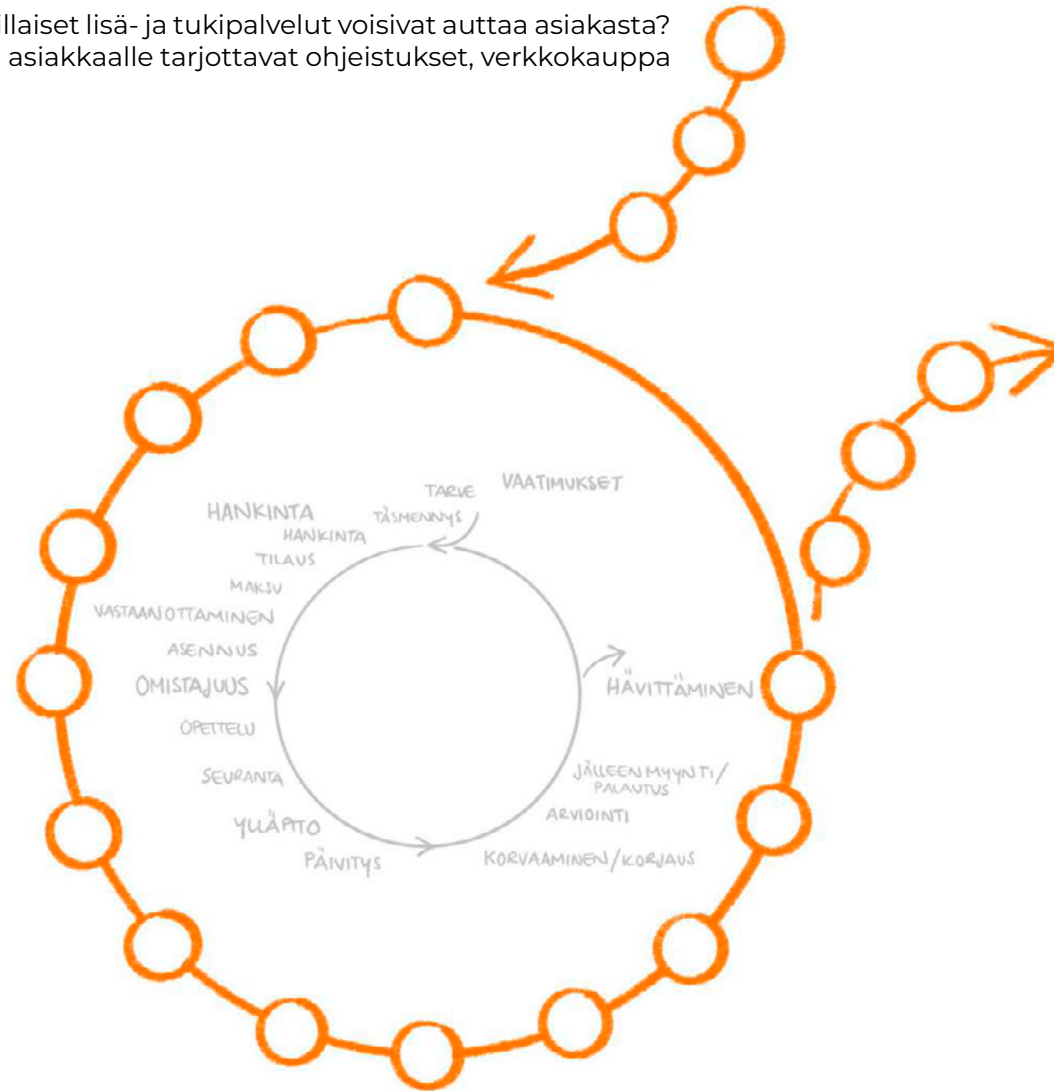 illaiset lisä- ja tukipalvelut voisivat auttaa asiakasta?
asiakkaalle tarjottavat ohjeistukset, verkkokauppa
VAATIMUKSET
TARVE
TÄSMENNYS
HANKINTA
HANKINTA
TILAUS
MAKSU
VASTAANOTTAMINEN
ASENNUS
OMISTAJUUS
OPETTELU
SEURANTA
YLLÄPITO
PÄIVITYS
KORVAAMINEN/KORJAUS
ARVIOINTI
JÄLLEENMYYNTI/
PALAUTUS
HÄVITTÄMINEN